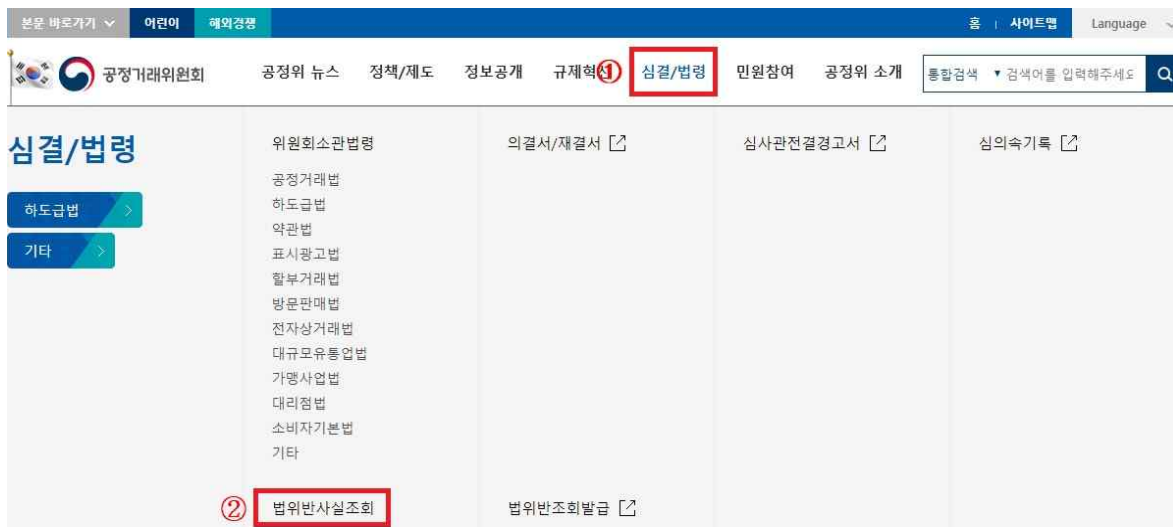 본문 바로가기 어린이 해외경쟁 홈 | 사이트맵 Language
공정거래위원회 공정위 뉴스 정책/제도 정보공개 규제혁신 ① 심결/법령 민원참여 공정위 소개 통합검색 ▼ 검색어를 입력해주세요
심결/법령
하도급법
기타
위원회소관법령
공정거래법
하도급법
약관법
표시광고법
할부거래법
방문판매법
전자상거래법
대규모유통업법
가맹사업법
대리점법
소비자기본법
기타
의결서/재결서
심사관전결경고서
심의속기록
② 법위반사실조회
법위반조회발급